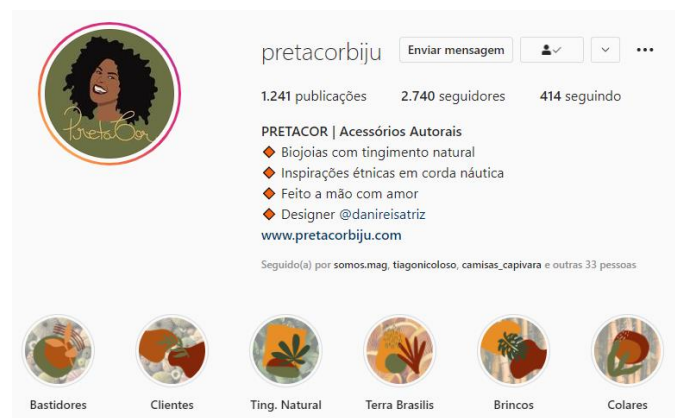 pretacorbiju Enviar mensagem
1.241 publicações 2.740 seguidores 414 seguindo
PRETACOR | Acessórios Autorais
Biojoias com tingimento natural
Inspirações étnicas em corda náutica
Feito a mão com amor
Designer @danireisatriz
www.pretacorbiju.com
Seguido(a) por somos.mag, tiagonicoloso, camisas_capivara e outras 33 pessoas
PretaCor
Bastidores Clientes Ting. Natural Terra Brasilis Brincos Colares